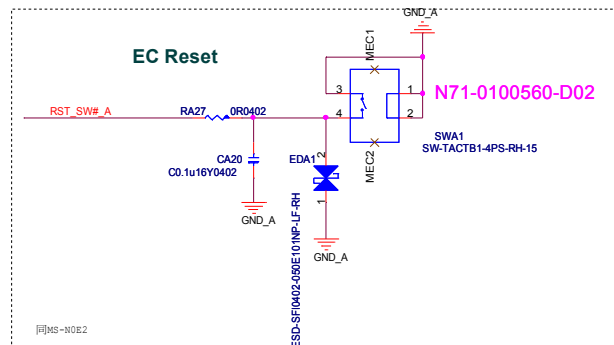 GND_A
EC Reset
MEC1
3
1
N71-0100560-D02
RST_SW#_A
RA27
0R0402
4
2
SWA1
SW-TACTB1-4PS-RH-15
CA20
C0.1u16Y0402
EDA1
2
MEC2
1
GND_A
GND_A
ESD-SFI0402-050E101NP-LF-RH
同MS-N0E2